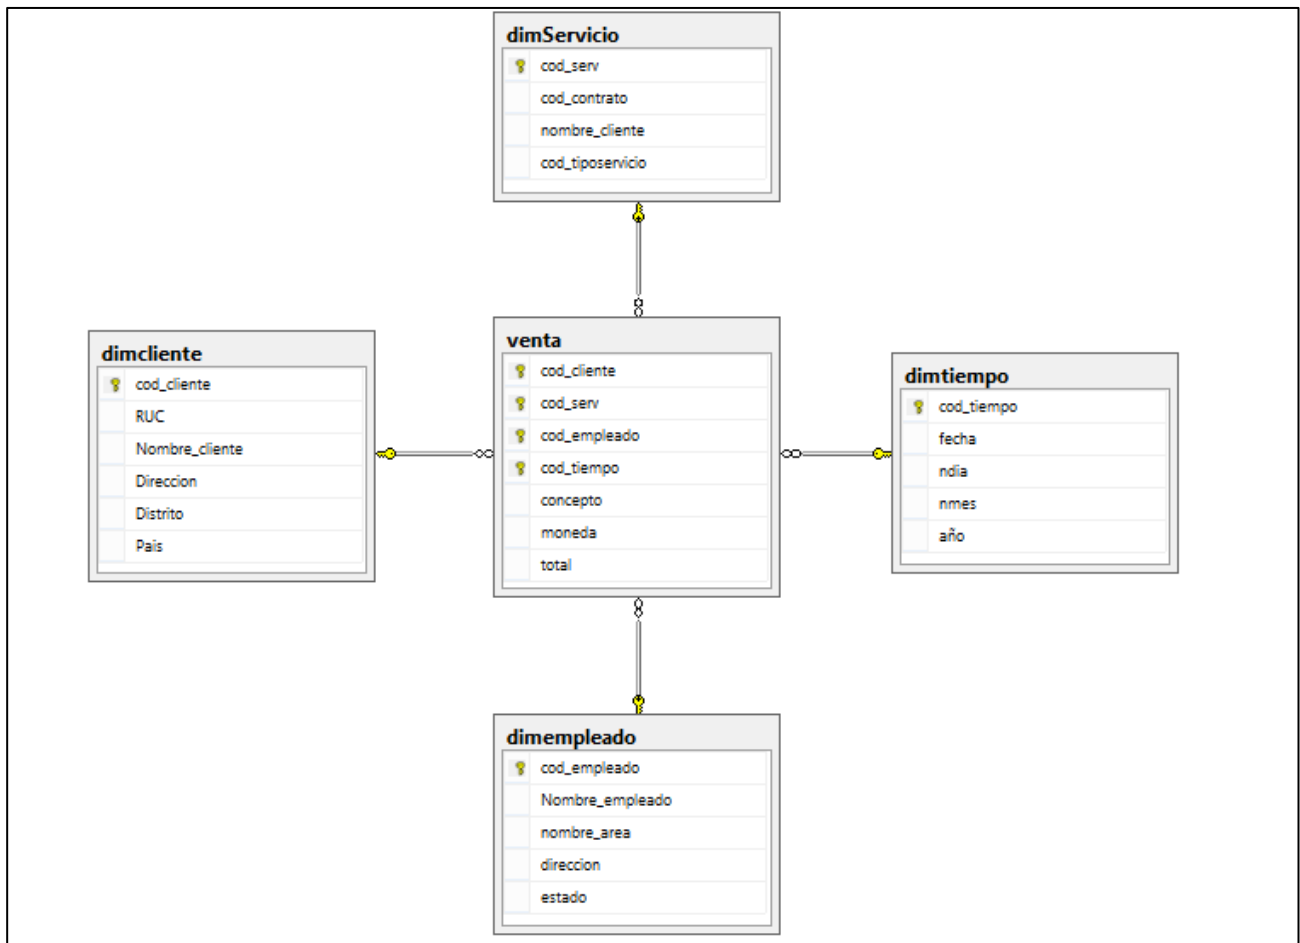 dimServicio
cod_serv
cod_contrato
nombre_cliente
cod_tiposervicio
dimcliente
cod_cliente
RUC
Nombre_cliente
Direccion
Distrito
Pais
venta
cod_cliente
cod_serv
cod_empleado
cod_tiempo
concepto
moneda
total
dimtiempo
cod_tiempo
fecha
ndia
nmes
año
dimempleado
cod_empleado
Nombre_empleado
nombre_area
direccion
estado